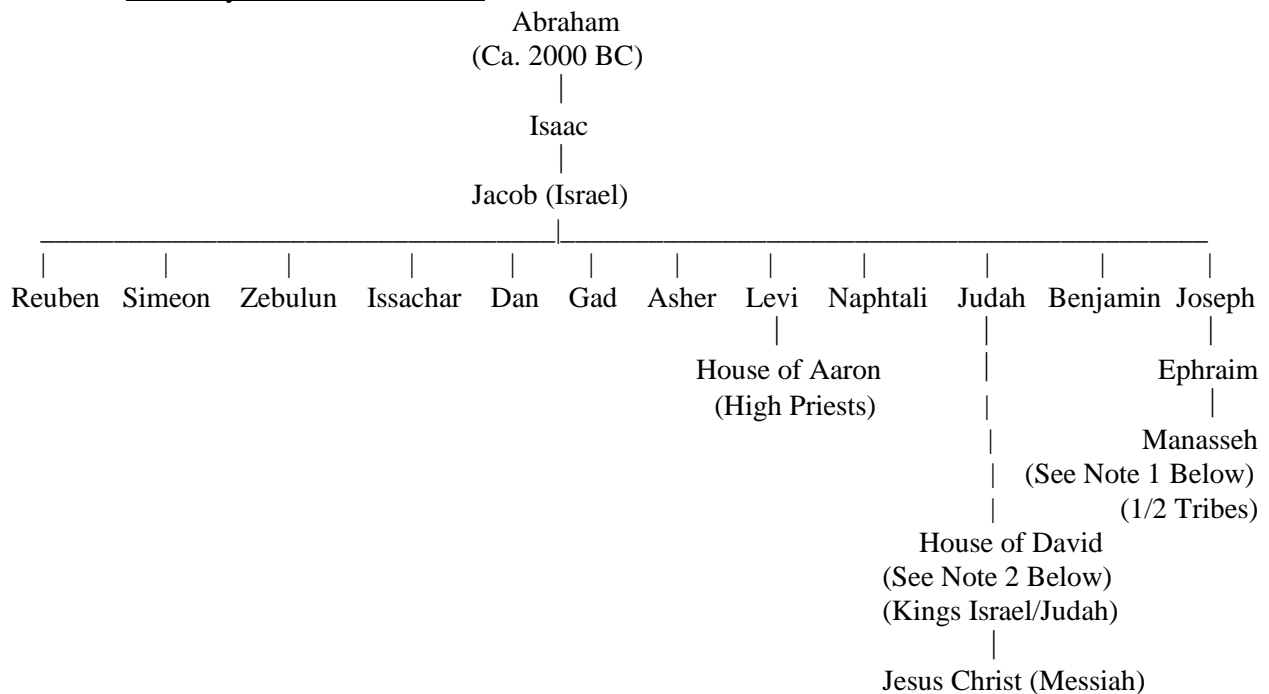 Abraham
(Ca. 2000 BC)
Isaac
Jacob (Israel)
Reuben Simeon Zebulun Issachar Dan Gad Asher Levi Naphtali Judah Benjamin Joseph
House of Aaron Ephraim
(High Priests)
Manasseh
(See Note 1 Below)
(1/2 Tribes)
House of David
(See Note 2 Below)
(Kings Israel/Judah)
Jesus Christ (Messiah)